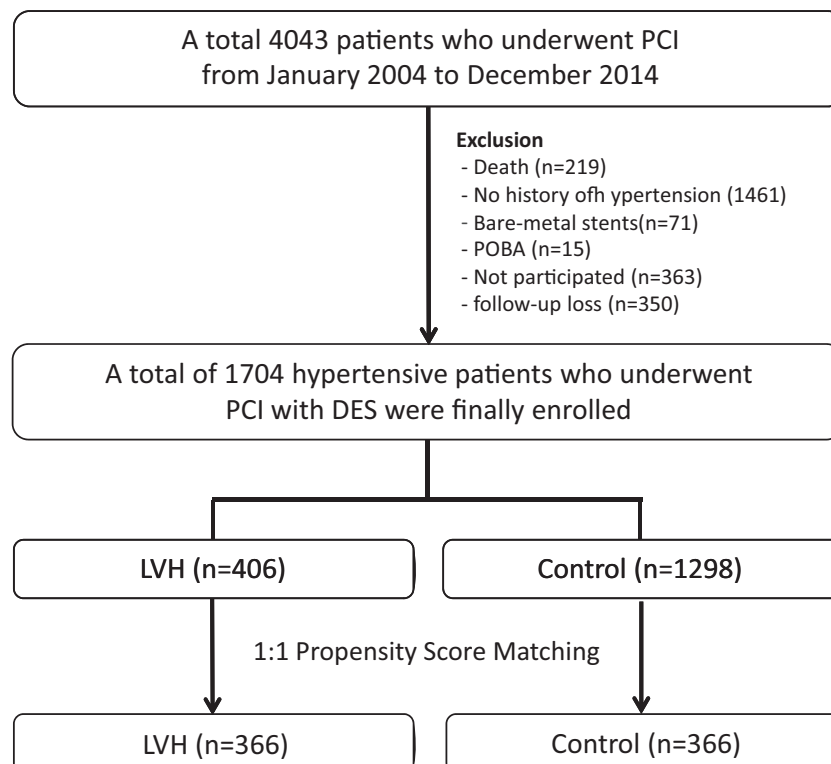 A total 4043 patients who underwent PCI
from January 2004 to December 2014
Exclusion
- Death (n=219)
- No history ofh ypertension (1461)
- Bare-metal stents(n=71)
- POBA (n=15)
- Not participated (n=363)
- follow-up loss (n=350)
A total of 1704 hypertensive patients who underwent
PCI with DES were finally enrolled
LVH (n=406)
Control (n=1298)
1:1 Propensity Score Matching
LVH (n=366)
Control (n=366)